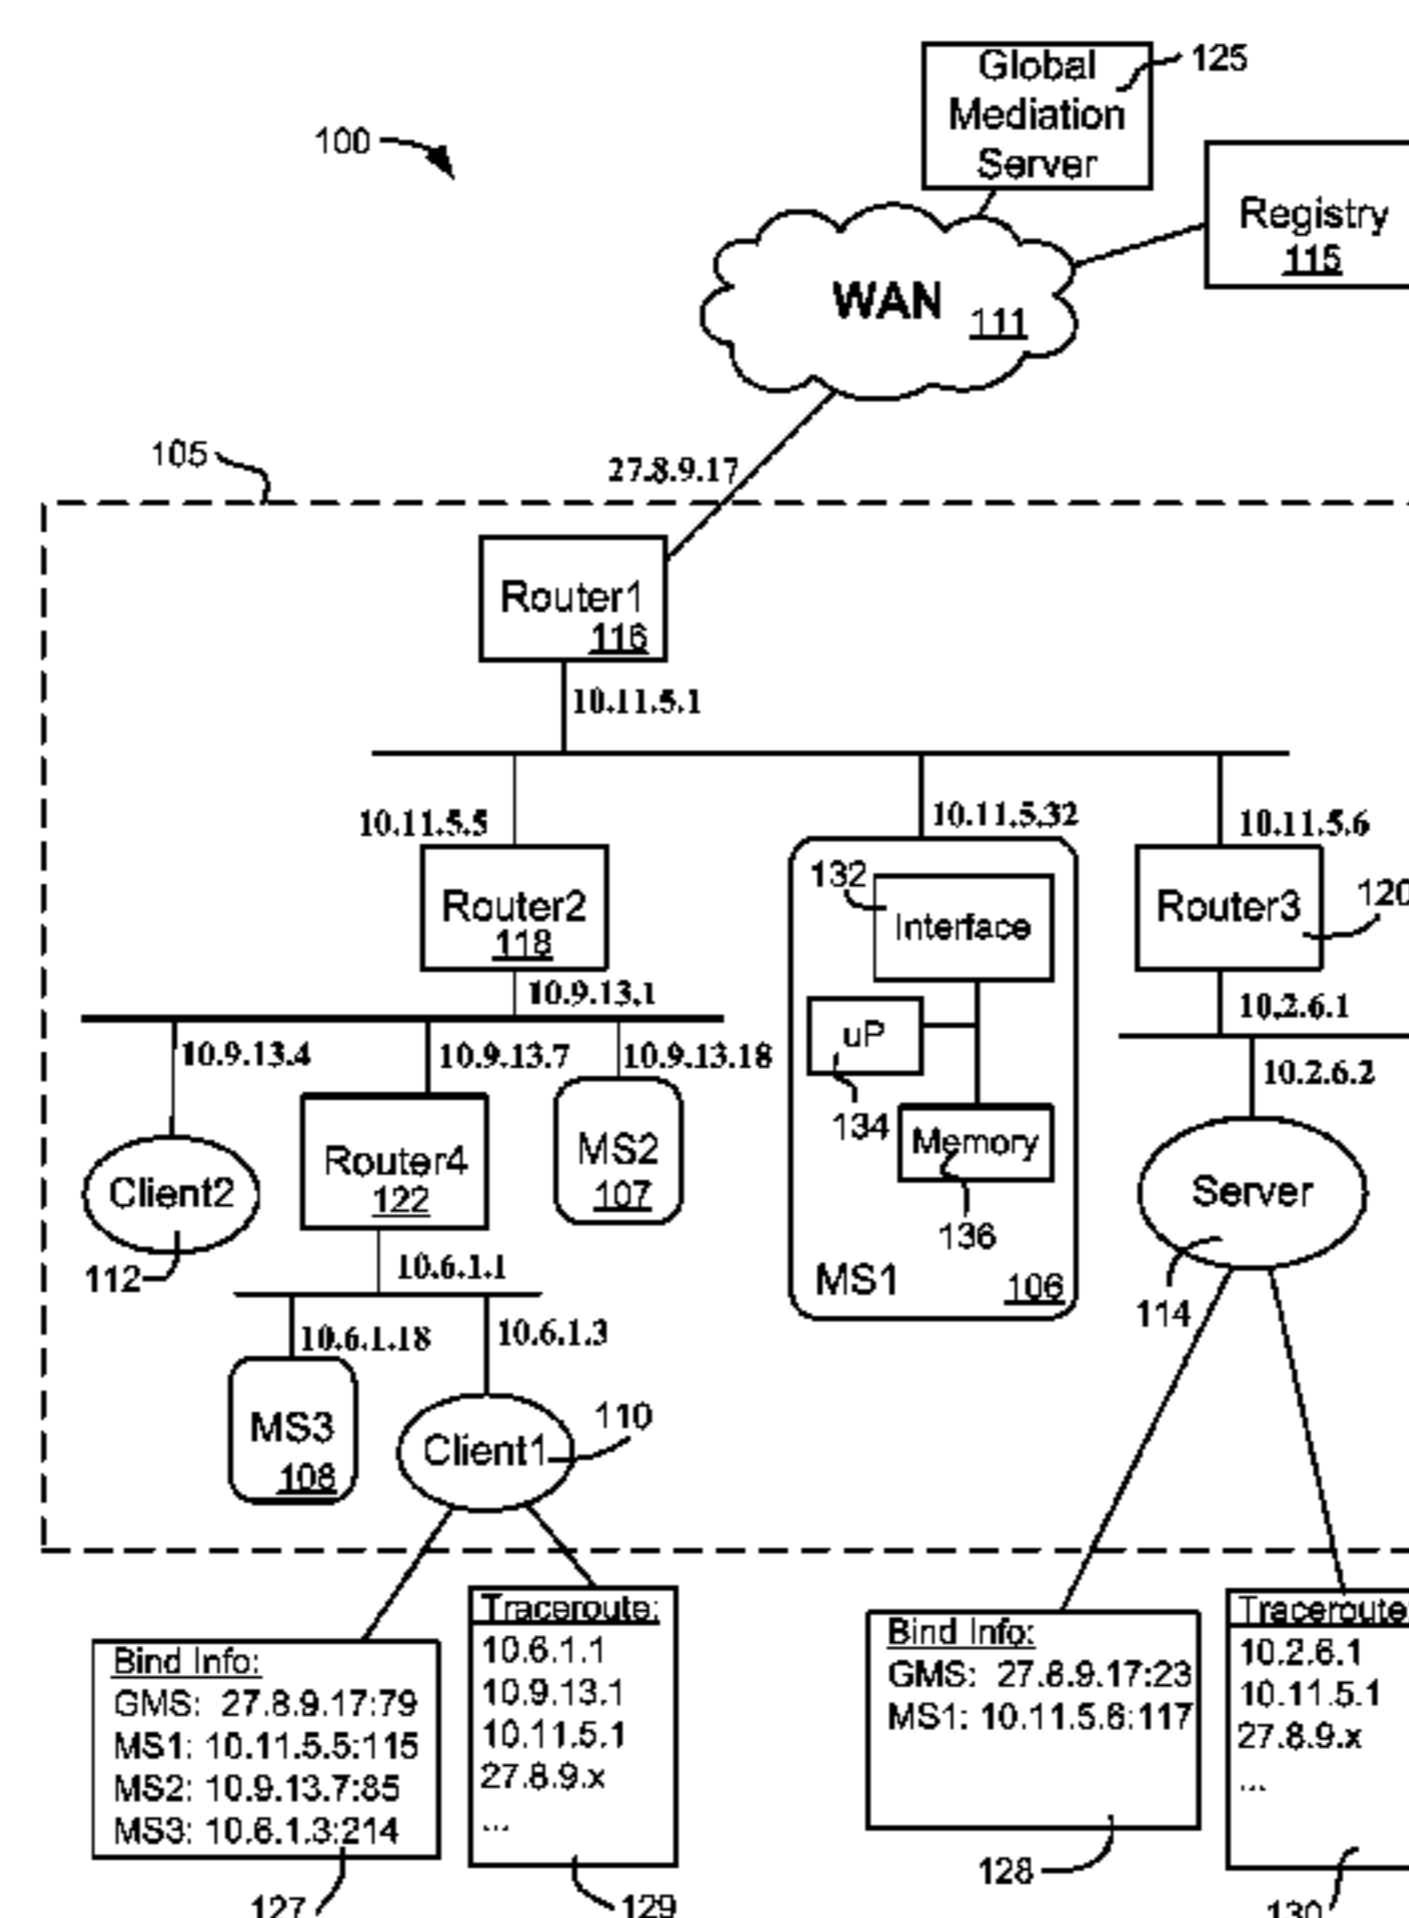 Global
Mediation
Server
125
100
Registry
115
WAN
111
105
27.8.9.17
Router1
116
10.11.5.1
10.11.5.5
10.11.5.32
10.11.5.6
Router2
118
132
Interface
Router3
120
10.9.13.1
uP
10.2.6.1
10.9.13.4
10.9.13.7
10.9.13.18
10.2.6.2
134
Memory
Client2
Router4
122
MS2
107
Server
136
112
10.6.1.1
MS1
106
114
10.6.1.18
10.6.1.3
MS3
108
Client1
110
Bind Info:
GMS: 27.8.9.17:79
MS1: 10.11.5.5:115
MS2: 10.9.13.7:85
MS3: 10.6.1.3:214
127
Traceroute:
10.6.1.1
10.9.13.1
10.11.5.1
27.8.9.x
...
129
Bind Info:
GMS: 27.8.9.17:23
MS1: 10.11.5.6:117
128
Traceroute:
10.2.6.1
10.11.5.1
27.8.9.x
...
130